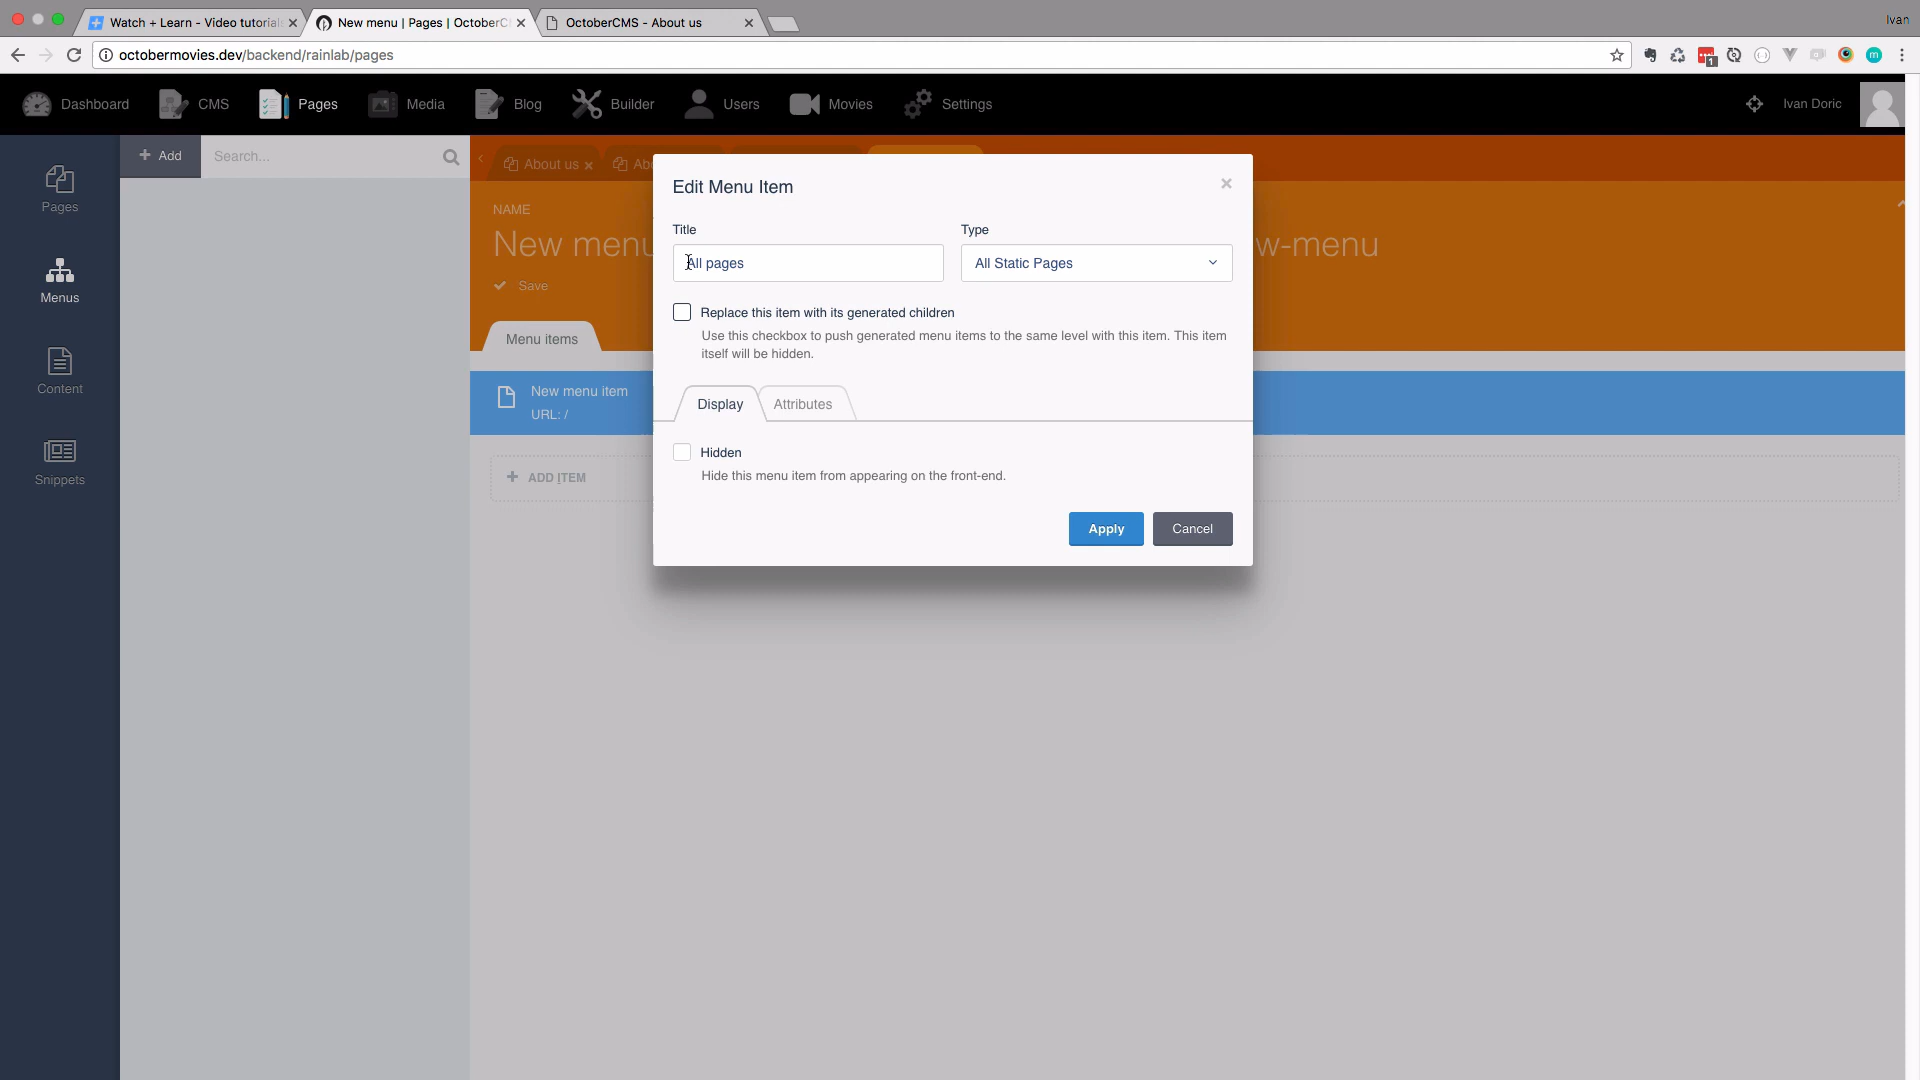 Watch + Learn - Video tutorials
New menu | Pages | OctoberC
OctoberCMS - About us
Ivan
octobermovies.dev/backend/rainlab/pages
1
m
Dashboard
CMS
Pages
Media
Blog
Builder
Users
Movies
Settings
Ivan Doric
Pages
Menus
Content
Snippets
+ Add
Search...
About us
Abo
NAME
New menu
w-menu
Save
Menu items
New menu item
URL: /
+ ADD ITEM
Edit Menu Item
Title
Type
All pages
All Static Pages
Replace this item with its generated children
Use this checkbox to push generated menu items to the same level with this item. This item
itself will be hidden.
Display
Attributes
Hidden
Hide this menu item from appearing on the front-end.
Apply
Cancel